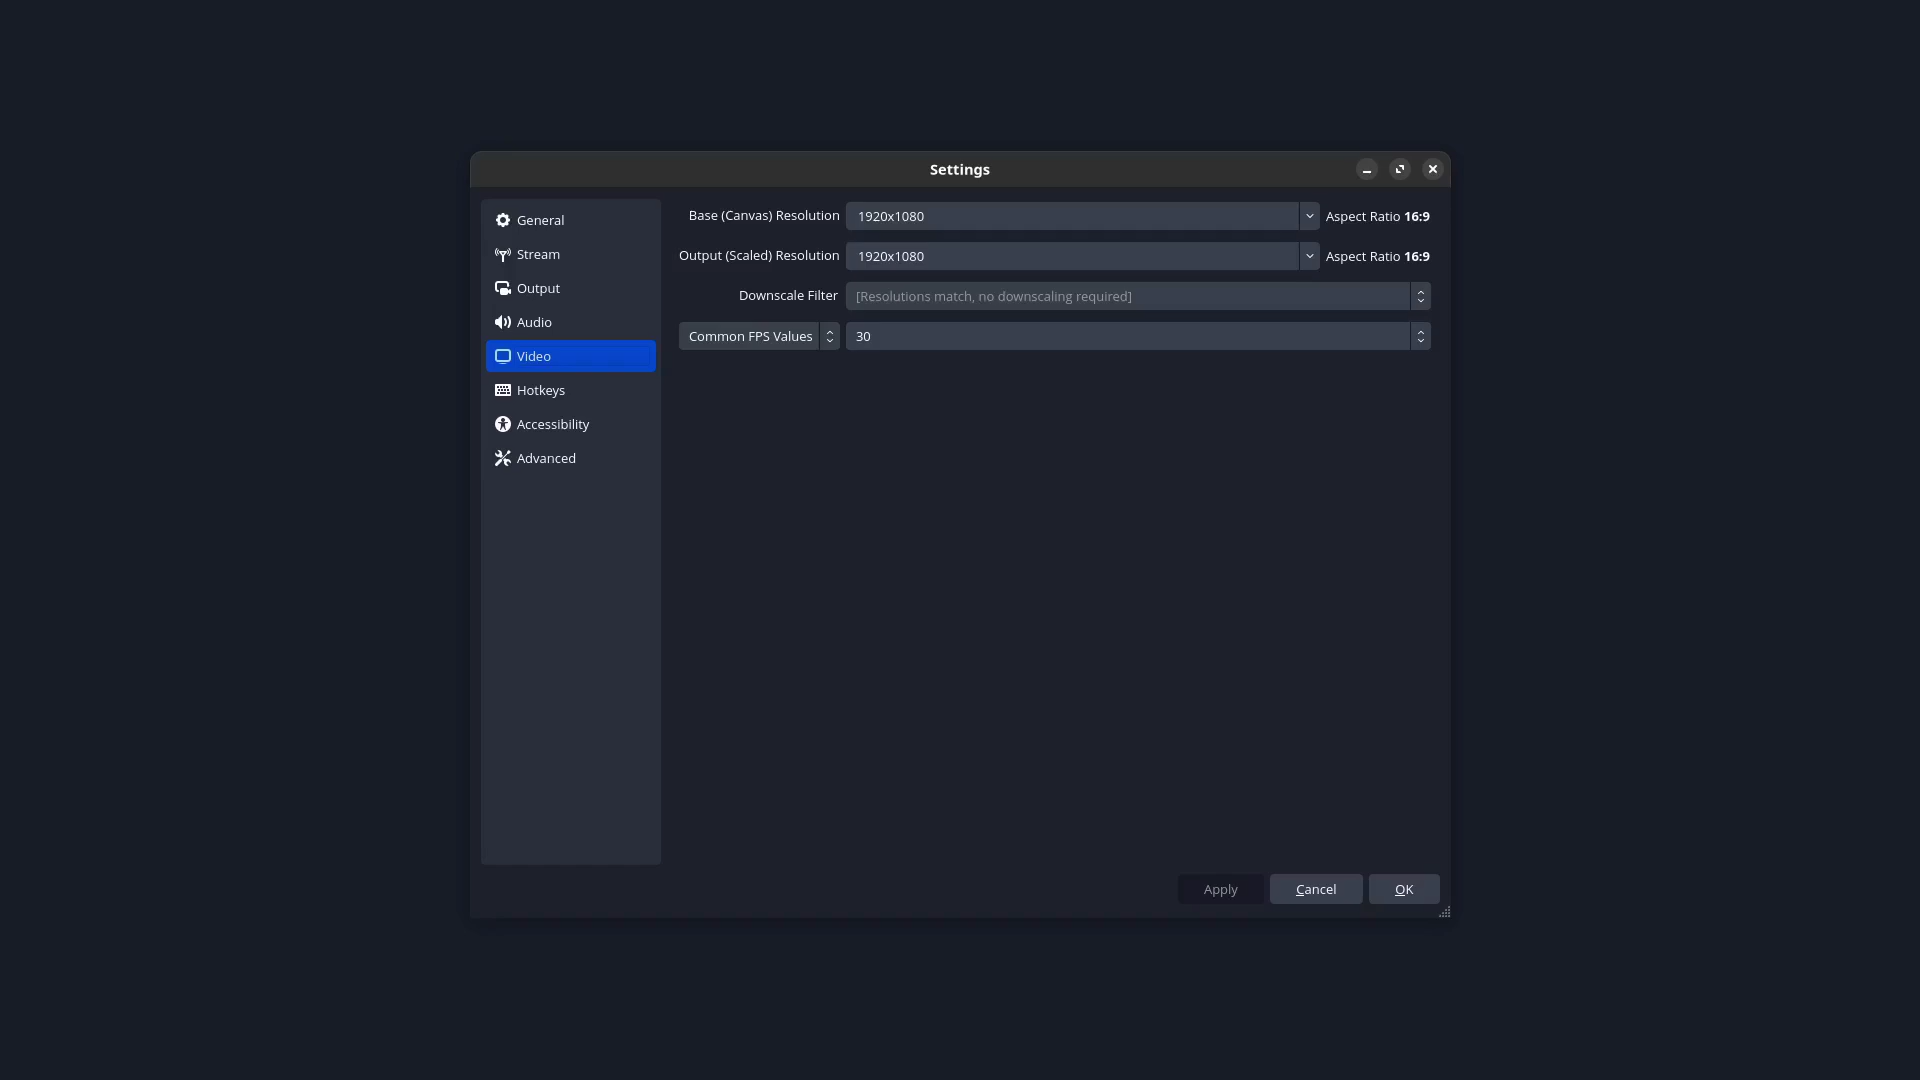 Settings
General
Stream
Output
Audio
Video
Hotkeys
Accessibility
Advanced
Base (Canvas) Resolution 1920x1080 Aspect Ratio 16:9
Output (Scaled) Resolution 1920x1080 Aspect Ratio 16:9
Downscale Filter [Resolutions match, no downscaling required]
Common FPS Values 30
Apply Cancel OK